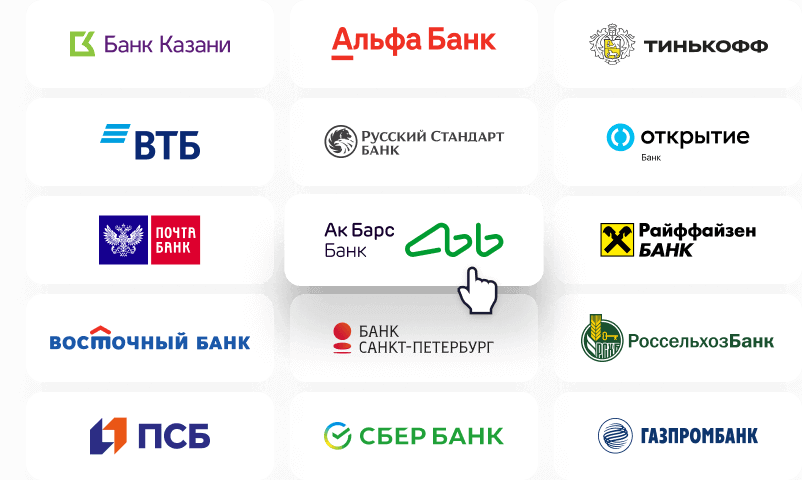 Банк Казани
Альфа Банк
ТИНЬКОФФ
ВТБ
Русский Стандарт
Банк
открытие
Банк
ПОЧТА
БАНК
Ак Барс
Банк
Райффайзен
БАНК
ВОСТОЧНЫЙ БАНК
БАНК
САНКТ-ПЕТЕРБУРГ
РСХБ
РоссельхозБанк
ПСБ
СБЕР БАНК
ГАЗПРОМБАНК